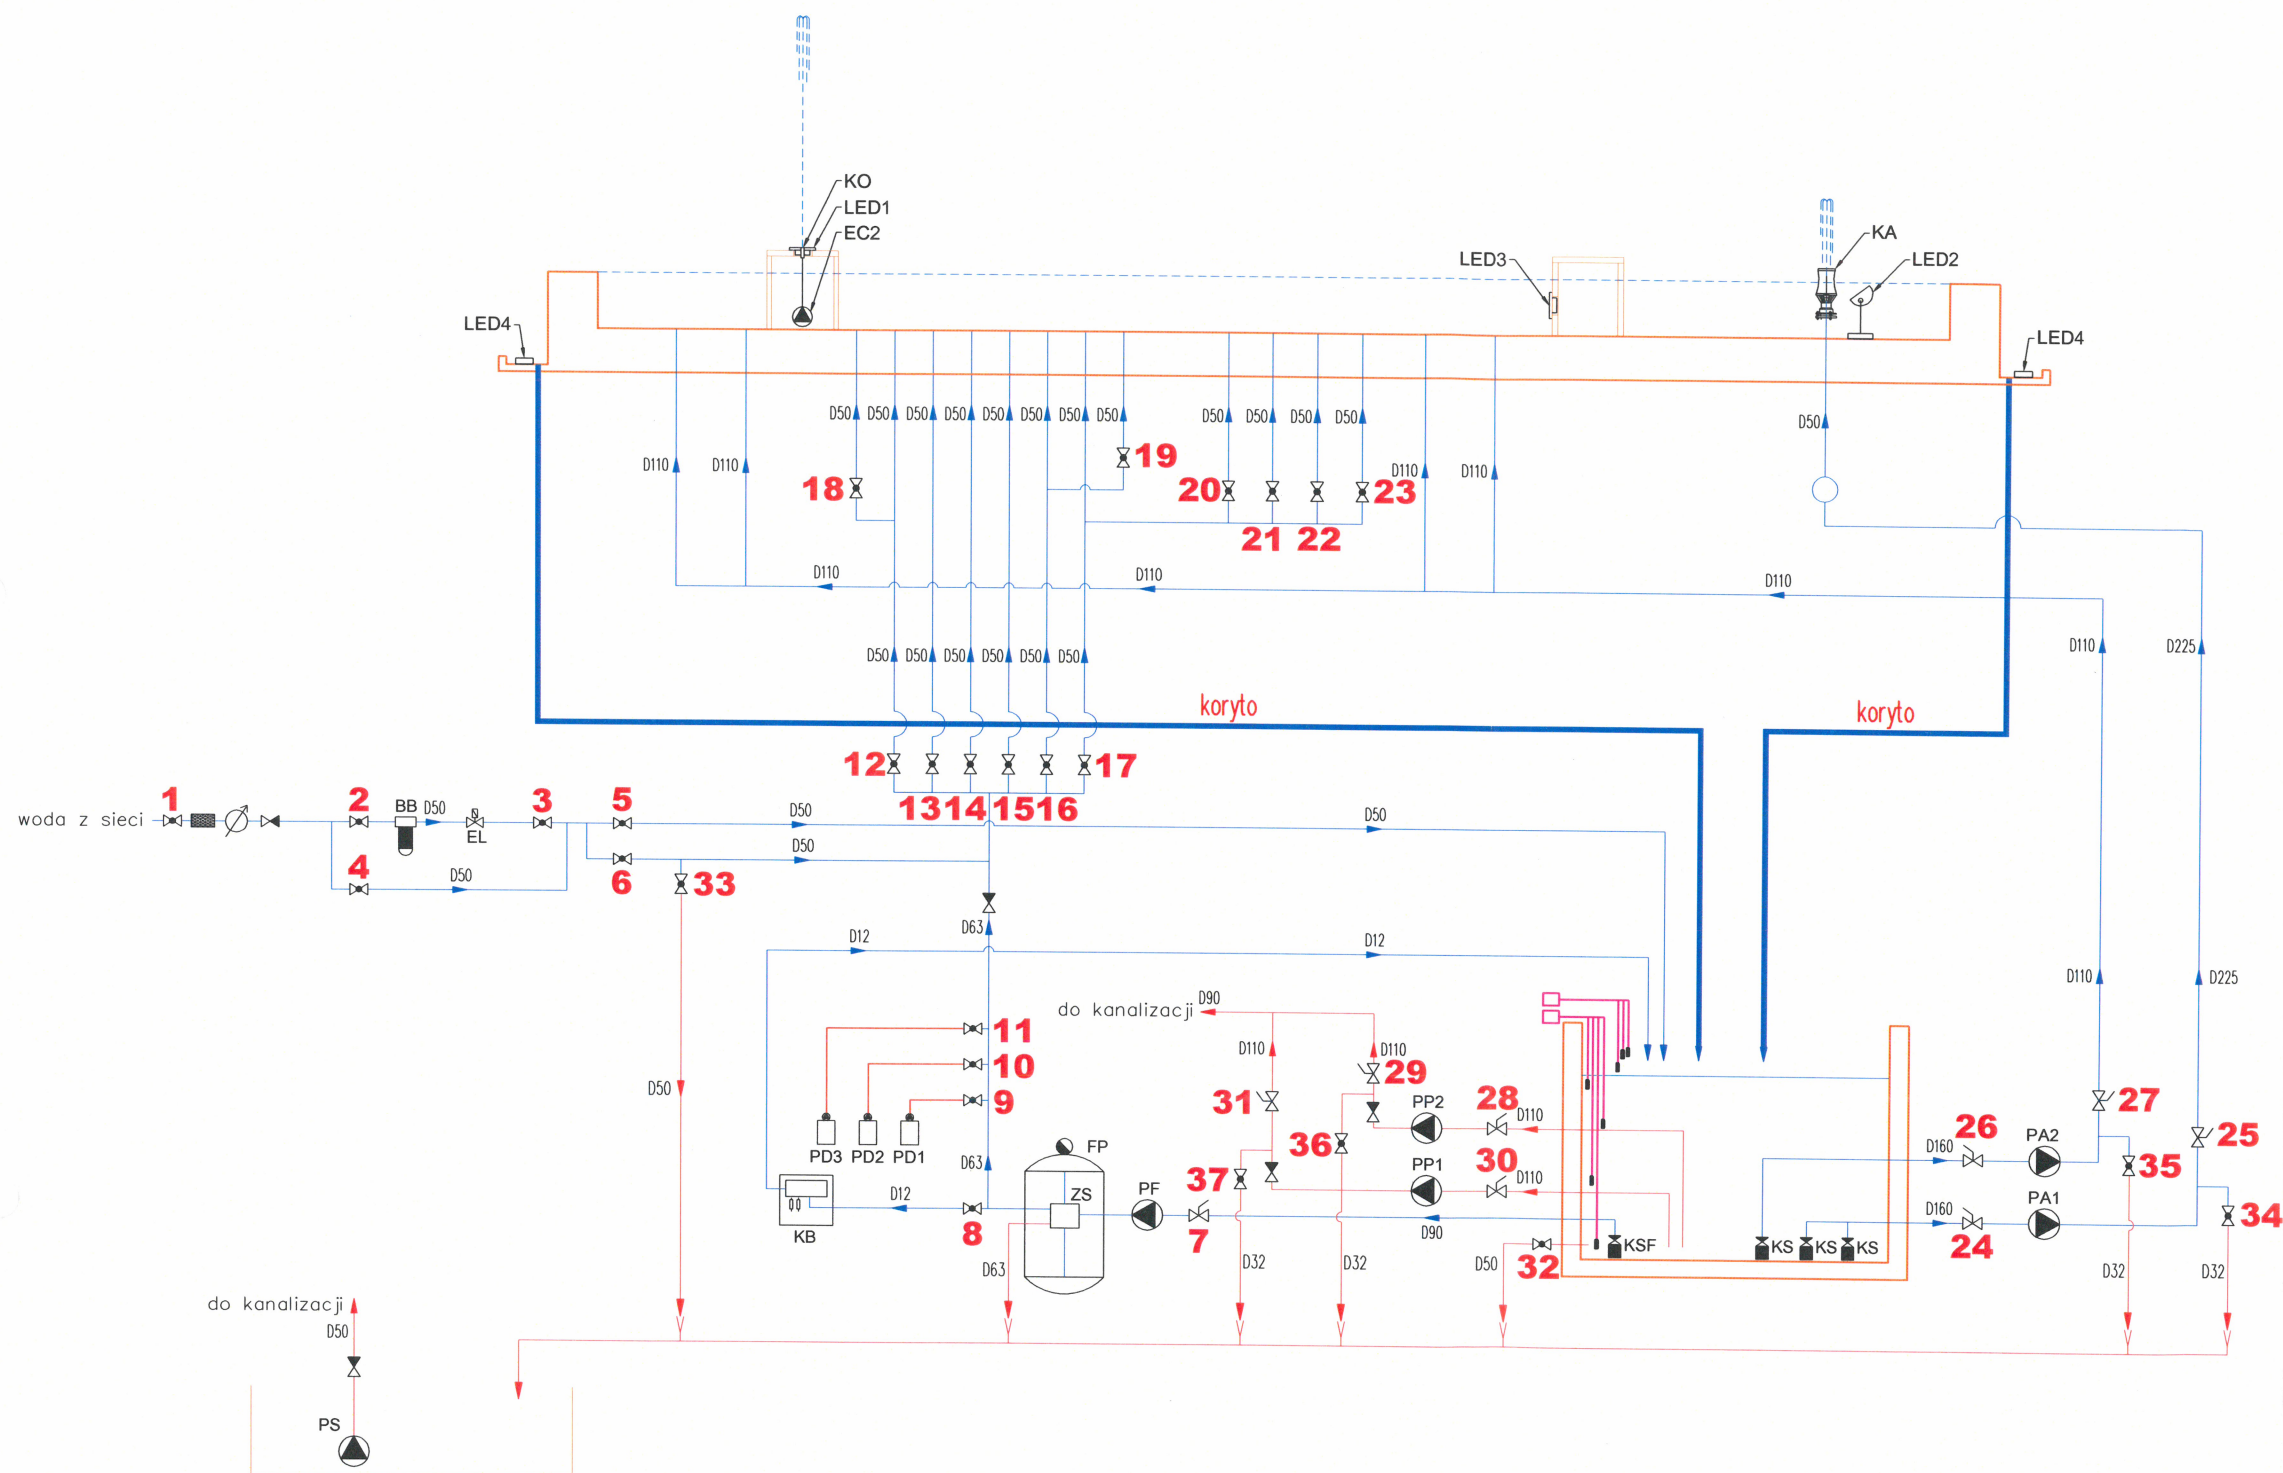 KO
LED1
EC2
KA
LED3
LED2
LED4
LED4
D50 D50 D50 D50 D50 D50 D50 D50 D50 D50 D50 D50
D50
19
D110 D110
D110 D110
18
20
23
21 22
D110
D110
D110
D110
D225
D50 D50 D50 D50 D50 D50
koryto
koryto
12
17
13 14 15 16
1
2
BB
D50
3
5
D50
D50
woda z sieci
EL
D50
4
D50
6
33
D63
D12
D12
D110
D225
do kanalizacji
D90
11
D110
D110
10
29
D50
9
31
28
27
PP2
D110
26
25
PD3 PD2 PD1
FP
36
PA2
D160
35
D63
PP1
30
37
D110
D12
ZS
PF
PA1
D160
34
KB
8
7
D90
KSF
KS
KS
KS
24
32
D63
D32
D32
D50
D32
D32
do kanalizacji
D50
PS